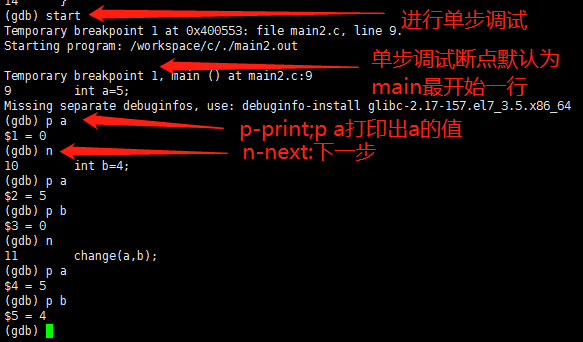 14      }
(gdb) start
进行单步调试
Temporary breakpoint 1 at 0x400553: file main2.c, line 9.
Starting program: /workspace/c/./main2.out
单步调试断点默认为
main最开始一行
Temporary breakpoint 1, main () at main2.c:9
9         int a=5;
Missing separate debuginfos, use: debuginfo-install glibc-2.17-157.el7_3.5.x86_64
(gdb) p a
p-print;p a打印出a的值
$1 = 0
(gdb) n
n-next:下一步
10        int b=4;
(gdb) p a
$2 = 5
(gdb) p b
$3 = 0
(gdb) n
11        change(a,b);
(gdb) p a
$4 = 5
(gdb) p b
$5 = 4
(gdb)